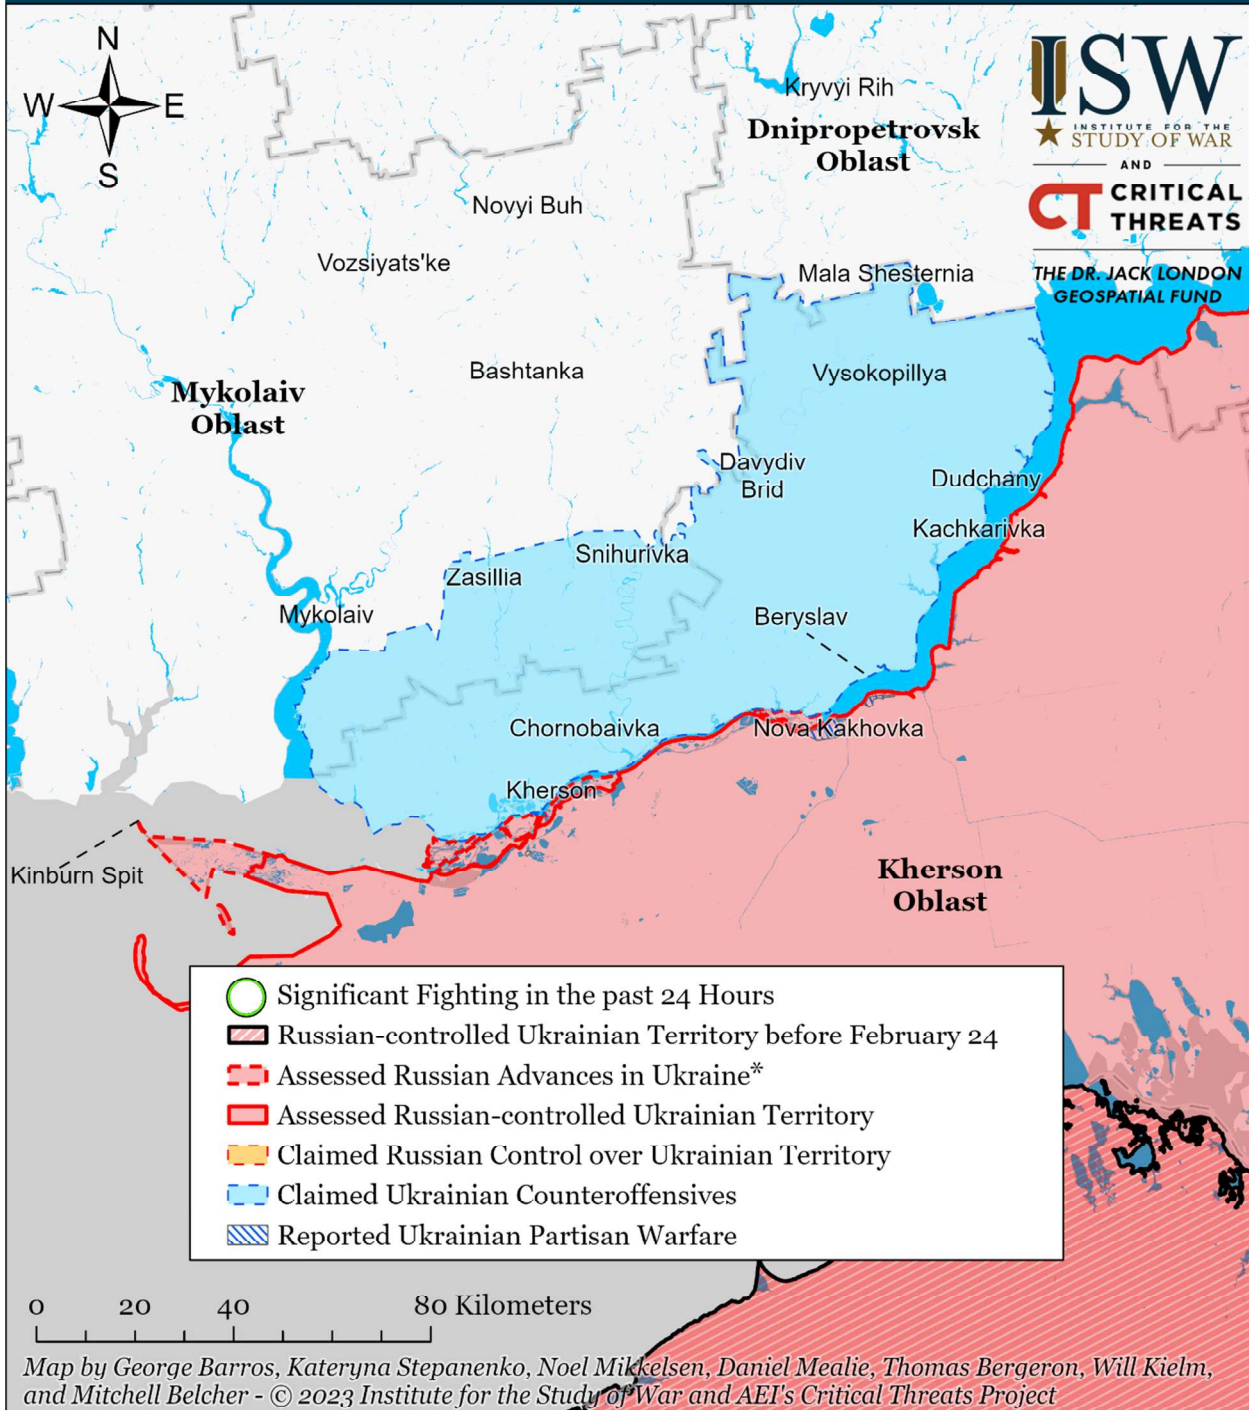 N
W E
S
Kryvyi Rih
Dnipropetrovsk
Oblast
ISW
INSTITUTE FOR THE
STUDY OF WAR
AND
CT CRITICAL
THREATS
THE DR. JACK LONDON
GEOSPATIAL FUND
Novyi Buh
Vozsiyats'ke
Mala Shesternia
Bashtanka
Vysokopillya
Mykolaiv
Oblast
Davydiv
Brid
Dudchany
Kachkarivka
Snihurivka
Zasillia
Mykolaiv
Beryslav
Chornobaivka
Nova Kakhovka
Kherson
Kinburn Spit
Kherson
Oblast
Significant Fighting in the past 24 Hours
Russian-controlled Ukrainian Territory before February 24
Assessed Russian Advances in Ukraine*
Assessed Russian-controlled Ukrainian Territory
Claimed Russian Control over Ukrainian Territory
Claimed Ukrainian Counteroffensives
Reported Ukrainian Partisan Warfare
0 20 40 80 Kilometers
Map by George Barros, Kateryna Stepanenko, Noel Mikkelsen, Daniel Mealie, Thomas Bergeron, Will Kielm,
and Mitchell Belcher - © 2023 Institute for the Study of War and AEI's Critical Threats Project